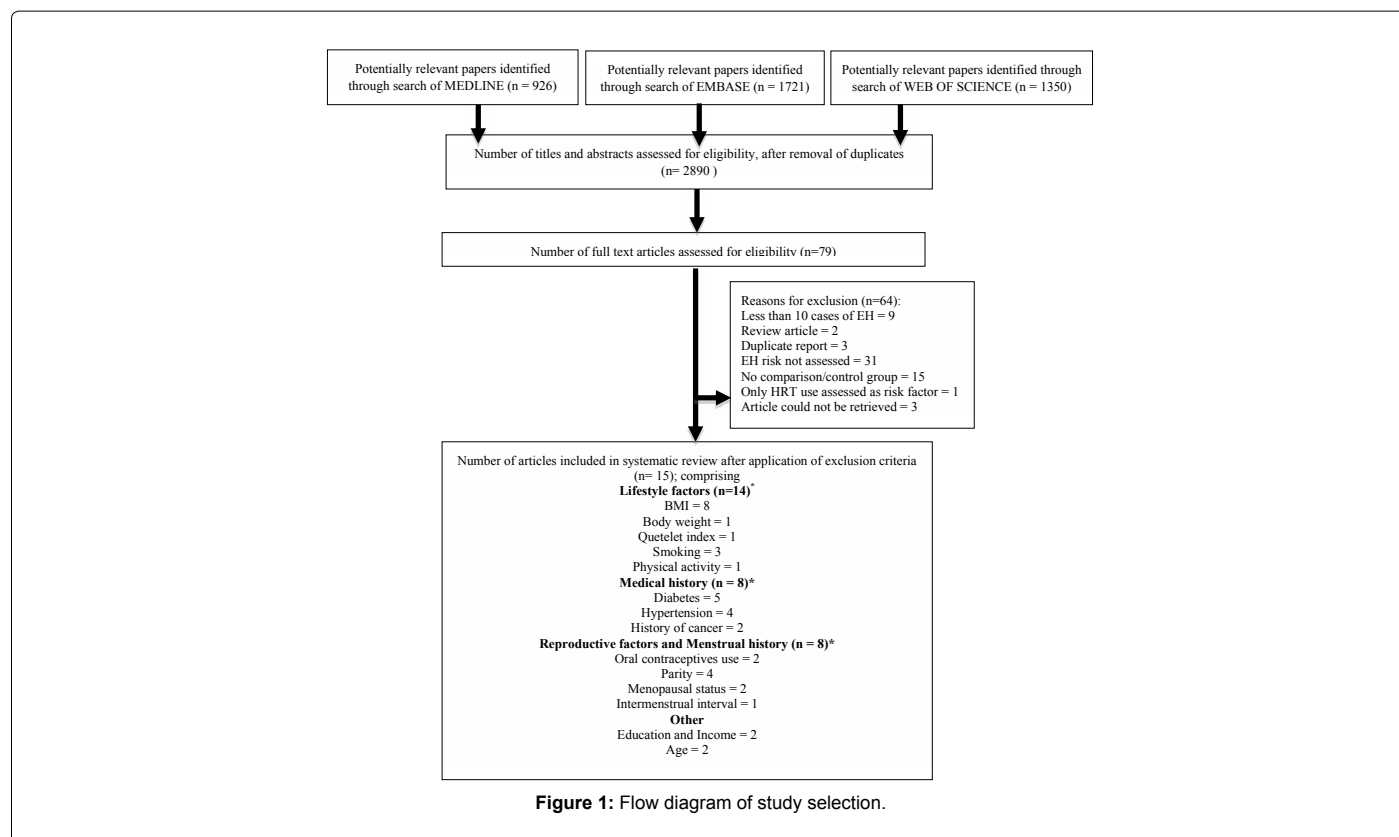 Potentially relevant papers identified
through search of MEDLINE (n = 926)
Potentially relevant papers identified
through search of EMBASE (n = 1721)
Potentially relevant papers identified through
search of WEB OF SCIENCE (n = 1350)
Number of titles and abstracts assessed for eligibility, after removal of duplicates
(n= 2890 )
Number of full text articles assessed for eligibility (n=79)
Reasons for exclusion (n=64):
Less than 10 cases of EH = 9
Review article = 2
Duplicate report = 3
EH risk not assessed = 31
No comparison/control group = 15
Only HRT use assessed as risk factor = 1
Article could not be retrieved = 3
Number of articles included in systematic review after application of exclusion criteria
(n= 15); comprising
Lifestyle factors (n=14)*
BMI = 8
Body weight = 1
Quetelet index = 1
Smoking = 3
Physical activity = 1
Medical history (n = 8)*
Diabetes = 5
Hypertension = 4
History of cancer = 2
Reproductive factors and Menstrual history (n = 8)*
Oral contraceptives use = 2
Parity = 4
Menopausal status = 2
Intermenstrual interval = 1
Other
Education and Income = 2
Age = 2
Figure 1: Flow diagram of study selection.